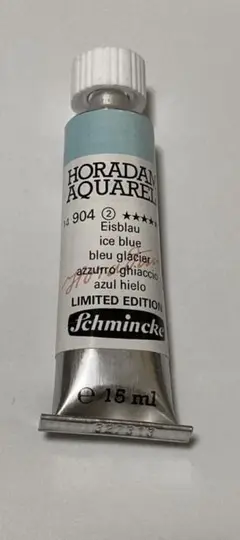 HORADAM
AQUAREL
14 904 ② ★★★★
Eisblau
ice blue
bleu glacier
azzurro ghiaccio
azul hielo
LIMITED EDITION
Schmincke
℮ 15 ml